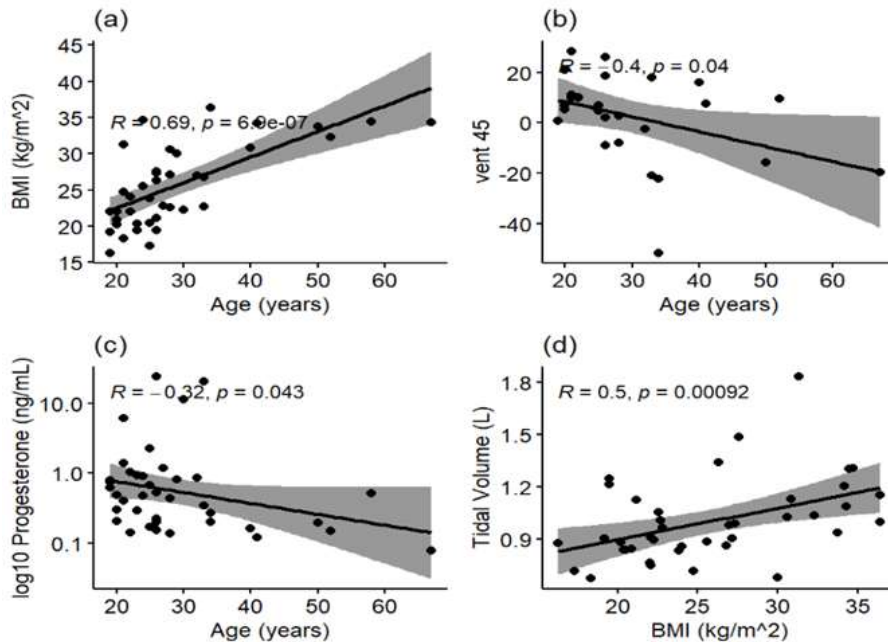 (a)
45
40
35
30
25
20
15
R = 0.69, p =
BMI (kg/m^2)
20 30 40 50 60
Age (years)
(b)
20
0
-20
-40
R = −0.4, p = 0.04
vent 45
20 30 40 50 60
Age (years)
(c)
10.0
1.0
0.1
R = −0.32, p = 0.043
log10 Progesterone (ng/mL)
20 30 40 50 60
Age (years)
(d)
1.8
1.5
1.2
0.9
R = 0.5, p = 0.00092
Tidal Volume (L)
20 25 30 35
BMI (kg/m^2)